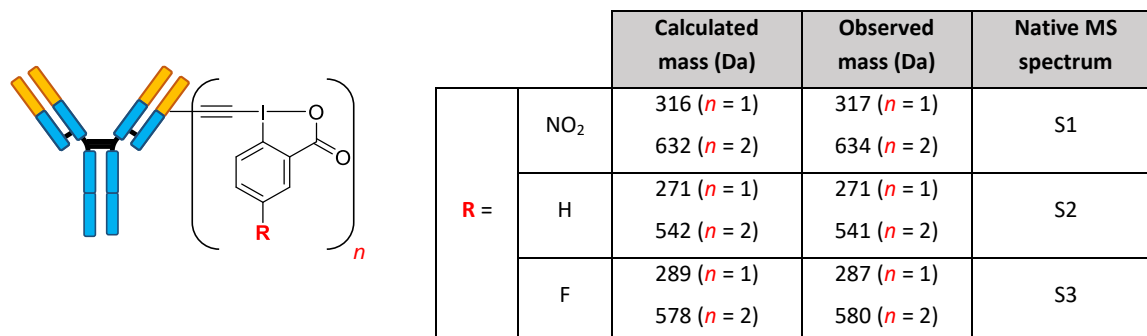 Calculated mass (Da)
Observed mass (Da)
Native MS spectrum
I
O
O
R
n
R =
NO₂
316 (n = 1)
317 (n = 1)
632 (n = 2)
634 (n = 2)
S1
H
271 (n = 1)
271 (n = 1)
542 (n = 2)
541 (n = 2)
S2
F
289 (n = 1)
287 (n = 1)
578 (n = 2)
580 (n = 2)
S3